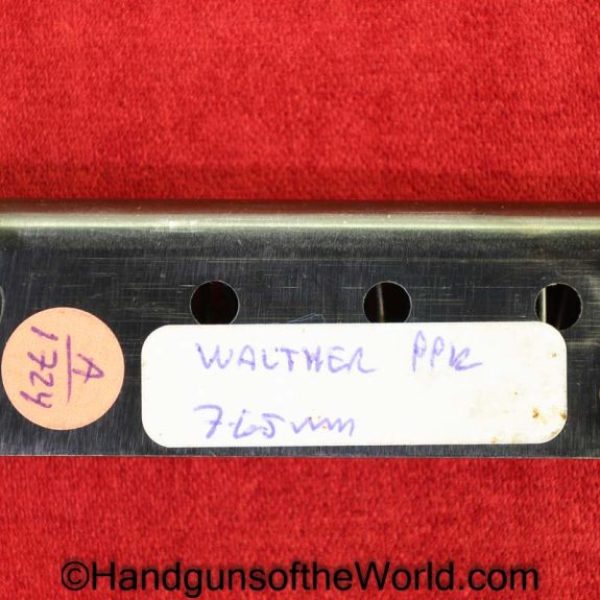 A
1724
WALTHER PPK
7.65mm
©HandgunsoftheWorld.com